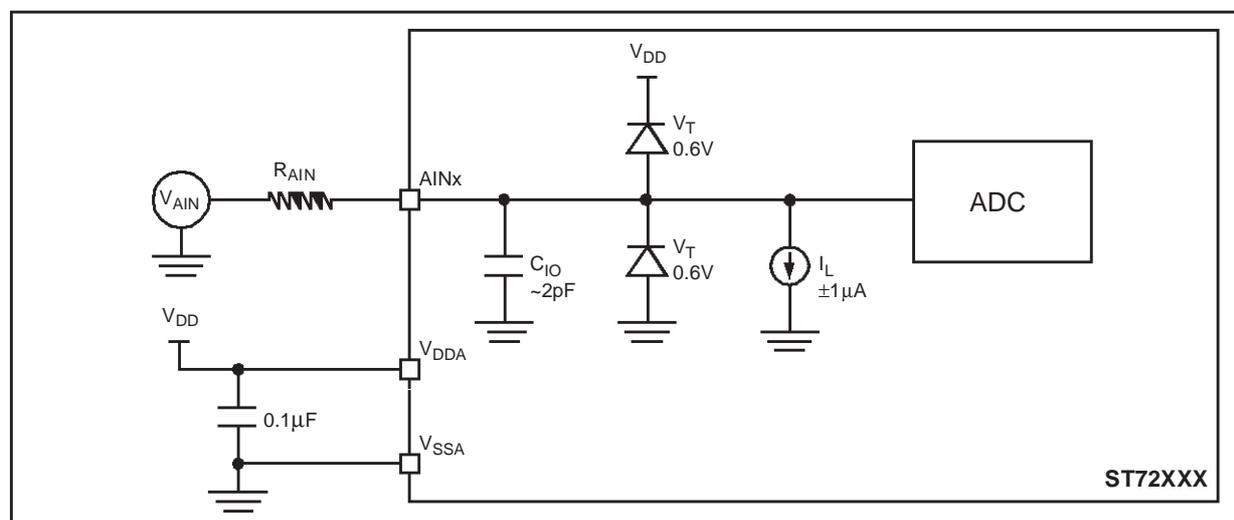 V_DD
V_T
0.6V
R_AIN
AINx
V_AIN
ADC
C_IO
~2pF
V_T
0.6V
I_L
±1µA
V_DD
V_DDA
0.1µF
V_SSA
ST72XXX